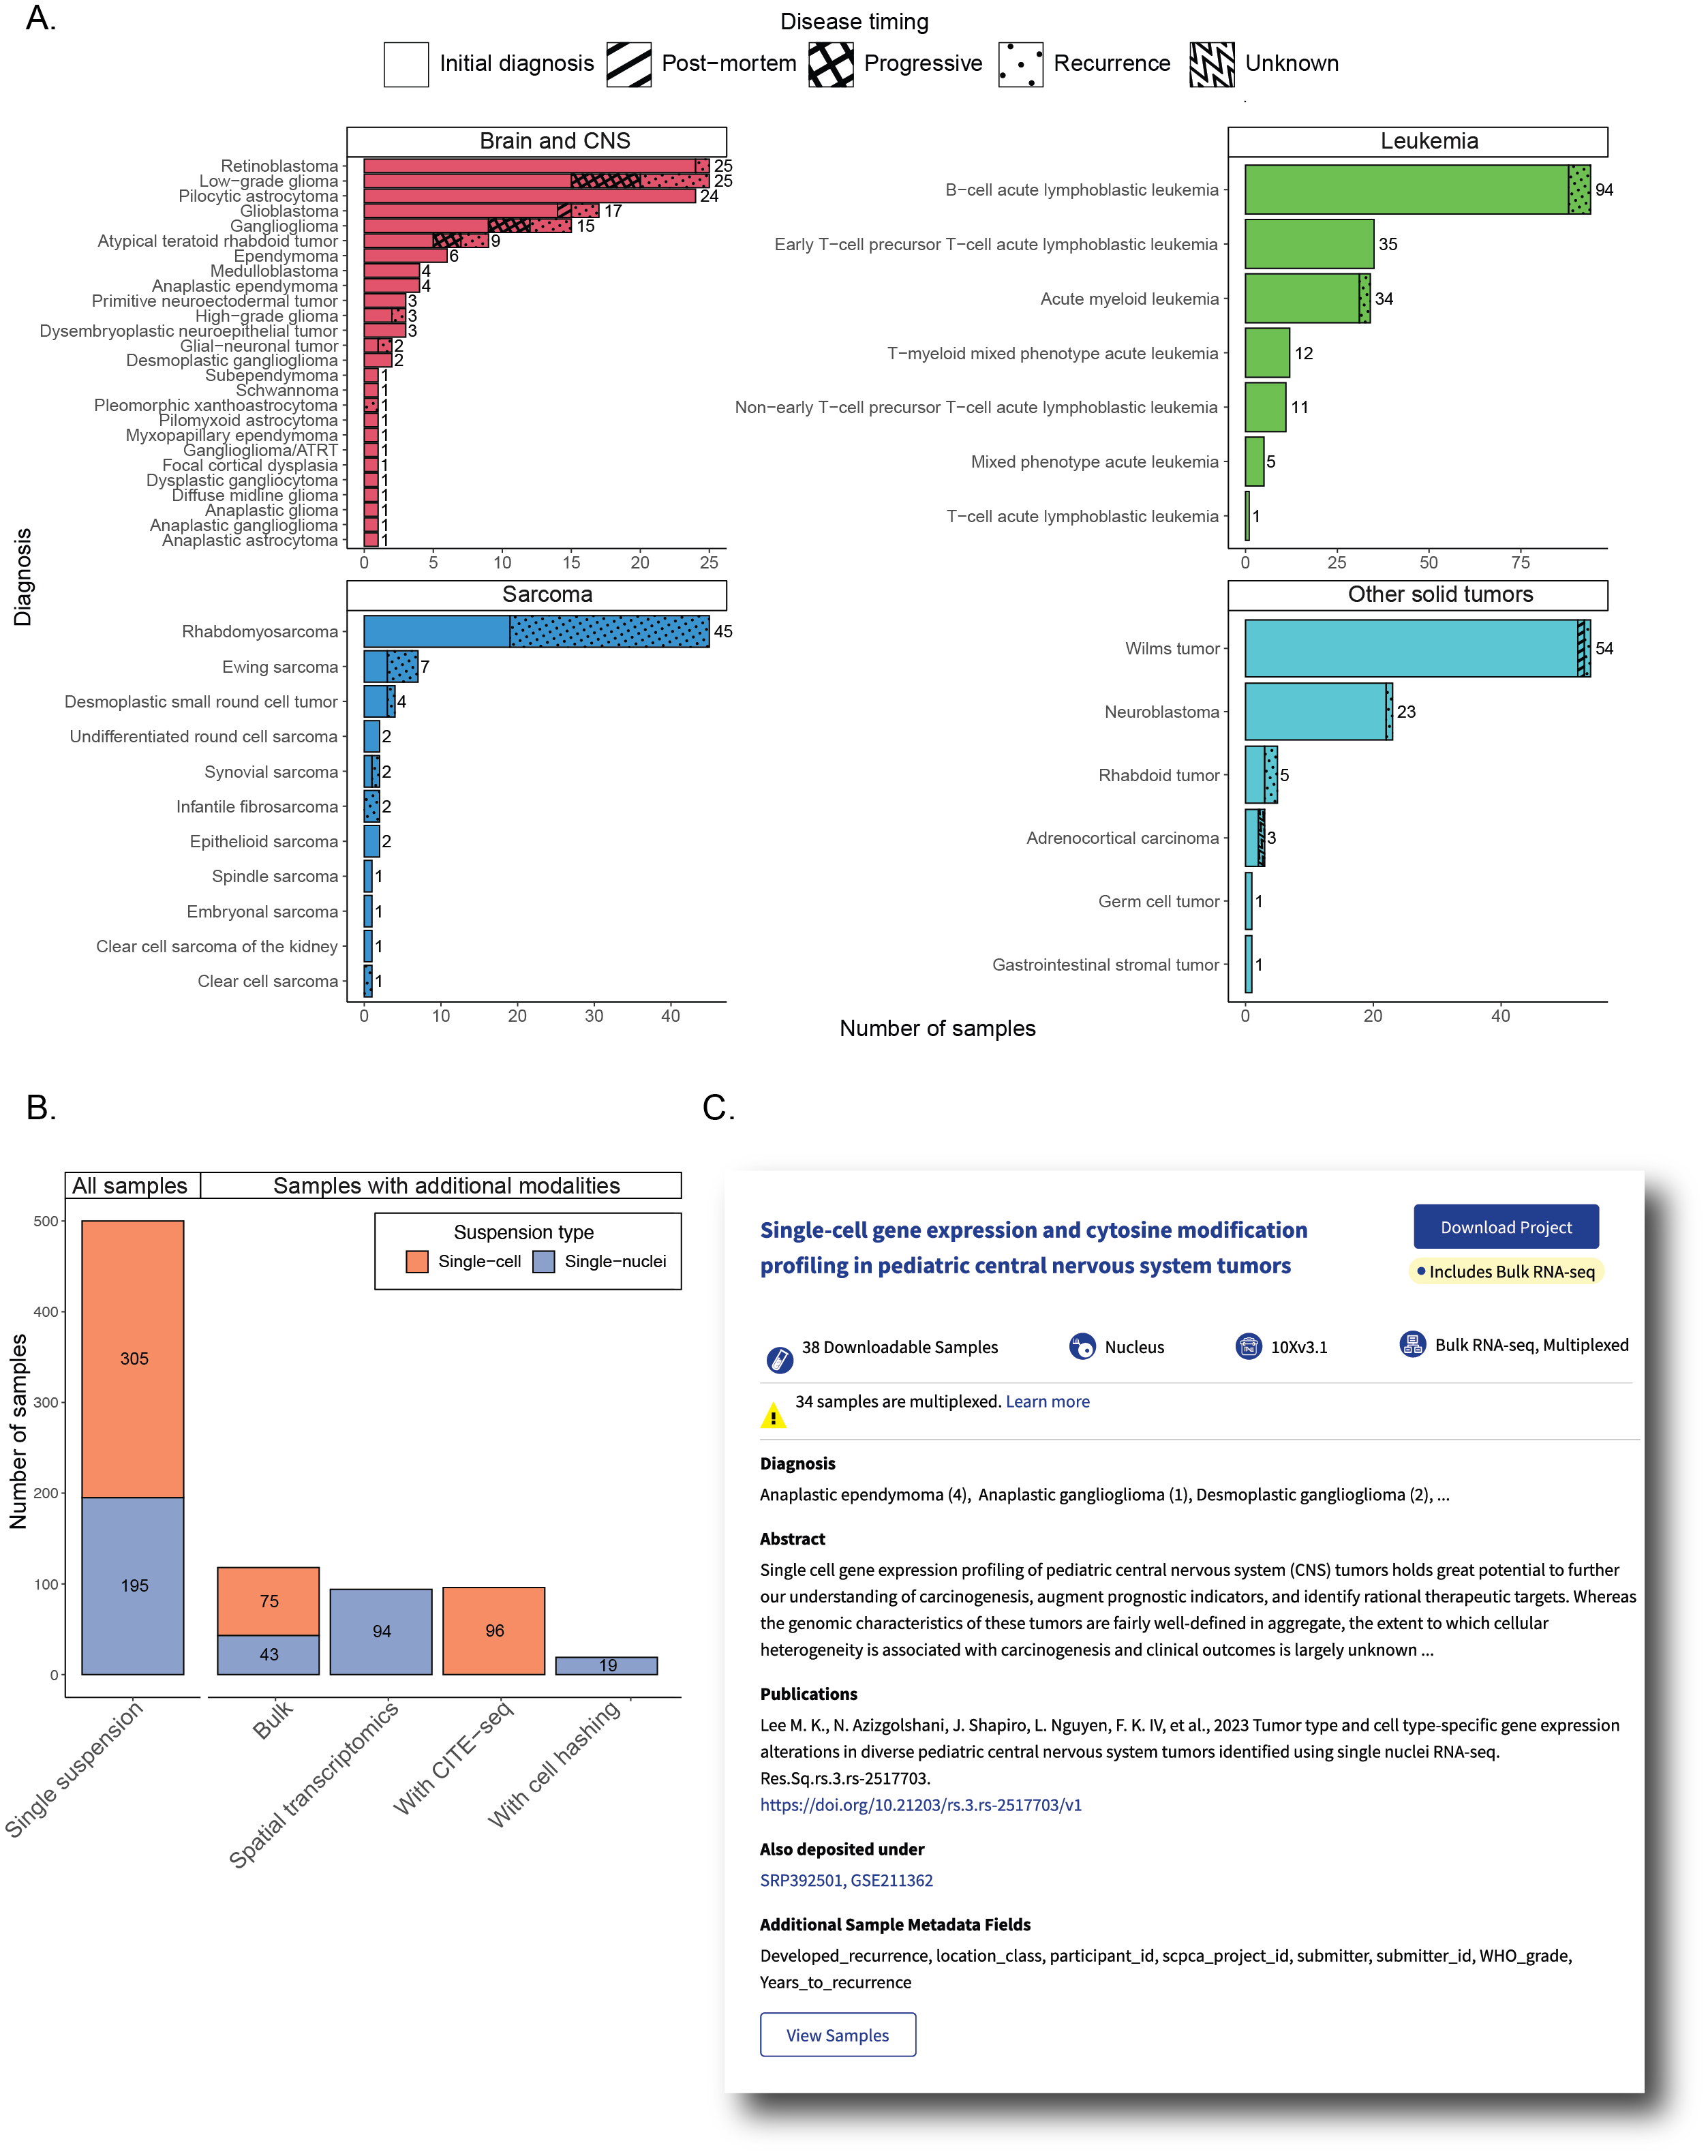 A.
Disease timing
Initial diagnosis
Post−mortem
Progressive
Recurrence
Unknown
Diagnosis
Brain and CNS
Retinoblastoma 25
Low−grade glioma 25
Pilocytic astrocytoma 24
Glioblastoma 17
Ganglioglioma 15
Atypical teratoid rhabdoid tumor 9
Ependymoma 6
Medulloblastoma 4
Anaplastic ependymoma 4
Primitive neuroectodermal tumor 3
High−grade glioma 3
Dysembryoplastic neuroepithelial tumor 3
Glial−neuronal tumor 2
Desmoplastic ganglioglioma 2
Subependymoma 1
Schwannoma 1
Pleomorphic xanthoastrocytoma 1
Pilomyxoid astrocytoma 1
Myxopapillary ependymoma 1
Ganglioglioma/ATRT 1
Focal cortical dysplasia 1
Dysplastic gangliocytoma 1
Diffuse midline glioma 1
Anaplastic glioma 1
Anaplastic ganglioglioma 1
Anaplastic astrocytoma 1
0 5 10 15 20 25
Leukemia
B−cell acute lymphoblastic leukemia 94
Early T−cell precursor T−cell acute lymphoblastic leukemia 35
Acute myeloid leukemia 34
T−myeloid mixed phenotype acute leukemia 12
Non−early T−cell precursor T−cell acute lymphoblastic leukemia 11
Mixed phenotype acute leukemia 5
T−cell acute lymphoblastic leukemia 1
0 25 50 75
Sarcoma
Rhabdomyosarcoma 45
Ewing sarcoma 7
Desmoplastic small round cell tumor 4
Undifferentiated round cell sarcoma 2
Synovial sarcoma 2
Infantile fibrosarcoma 2
Epithelioid sarcoma 2
Spindle sarcoma 1
Embryonal sarcoma 1
Clear cell sarcoma of the kidney 1
Clear cell sarcoma 1
0 10 20 30 40
Other solid tumors
Wilms tumor 54
Neuroblastoma 23
Rhabdoid tumor 5
Adrenocortical carcinoma 3
Germ cell tumor 1
Gastrointestinal stromal tumor 1
0 20 40
Number of samples
B.
All samples
Samples with additional modalities
Suspension type
Single−cell
Single−nuclei
Number of samples
500
400
300
200
100
0
305
195
75
43
94
96
19
Single suspension
Bulk
Spatial transcriptomics
With CITE−seq
With cell hashing
C.
Single-cell gene expression and cytosine modification
profiling in pediatric central nervous system tumors
Download Project
Includes Bulk RNA-seq
38 Downloadable Samples
Nucleus
10Xv3.1
Bulk RNA-seq, Multiplexed
34 samples are multiplexed. Learn more
Diagnosis
Anaplastic ependymoma (4), Anaplastic ganglioglioma (1), Desmoplastic ganglioglioma (2), ...
Abstract
Single cell gene expression profiling of pediatric central nervous system (CNS) tumors holds great potential to further
our understanding of carcinogenesis, augment prognostic indicators, and identify rational therapeutic targets. Whereas
the genomic characteristics of these tumors are fairly well-defined in aggregate, the extent to which cellular
heterogeneity is associated with carcinogenesis and clinical outcomes is largely unknown ...
Publications
Lee M. K., N. Azizgolshani, J. Shapiro, L. Nguyen, F. K. IV, et al., 2023 Tumor type and cell type-specific gene expression
alterations in diverse pediatric central nervous system tumors identified using single nuclei RNA-seq.
Res.Sq.rs.3.rs-2517703.
https://doi.org/10.21203/rs.3.rs-2517703/v1
Also deposited under
SRP392501, GSE211362
Additional Sample Metadata Fields
Developed_recurrence, location_class, participant_id, scpca_project_id, submitter, submitter_id, WHO_grade,
Years_to_recurrence
View Samples